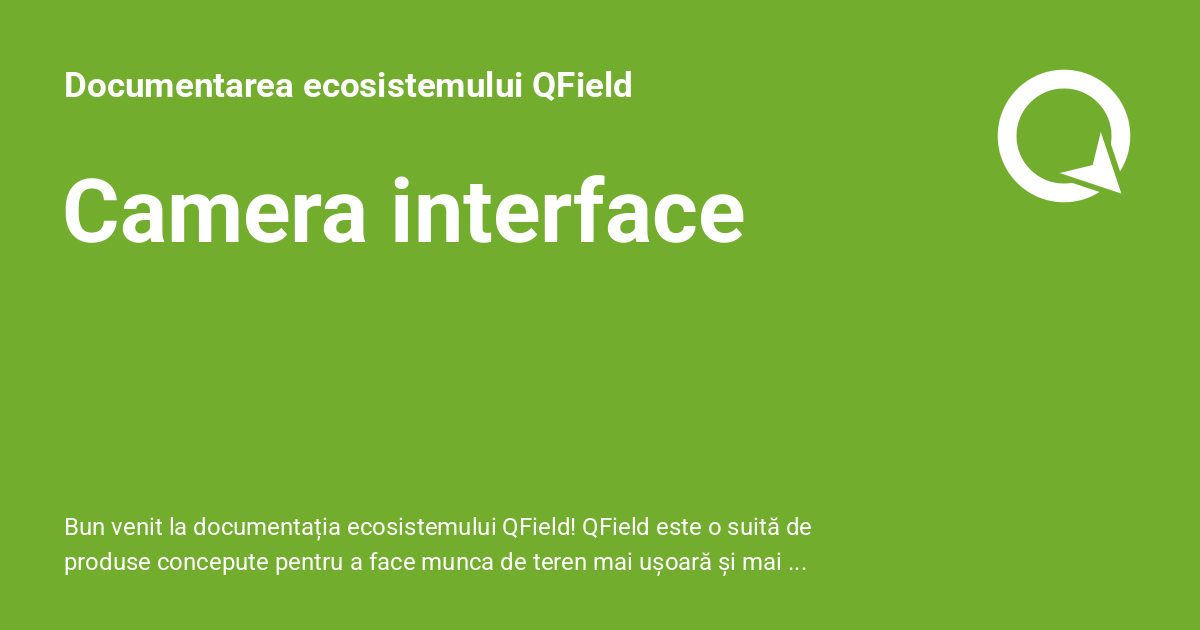 Documentarea ecosistemului QField
Camera interface
Bun venit la documentația ecosistemului QField! QField este o suită de
produse concepute pentru a face munca de teren mai ușoară și mai ...